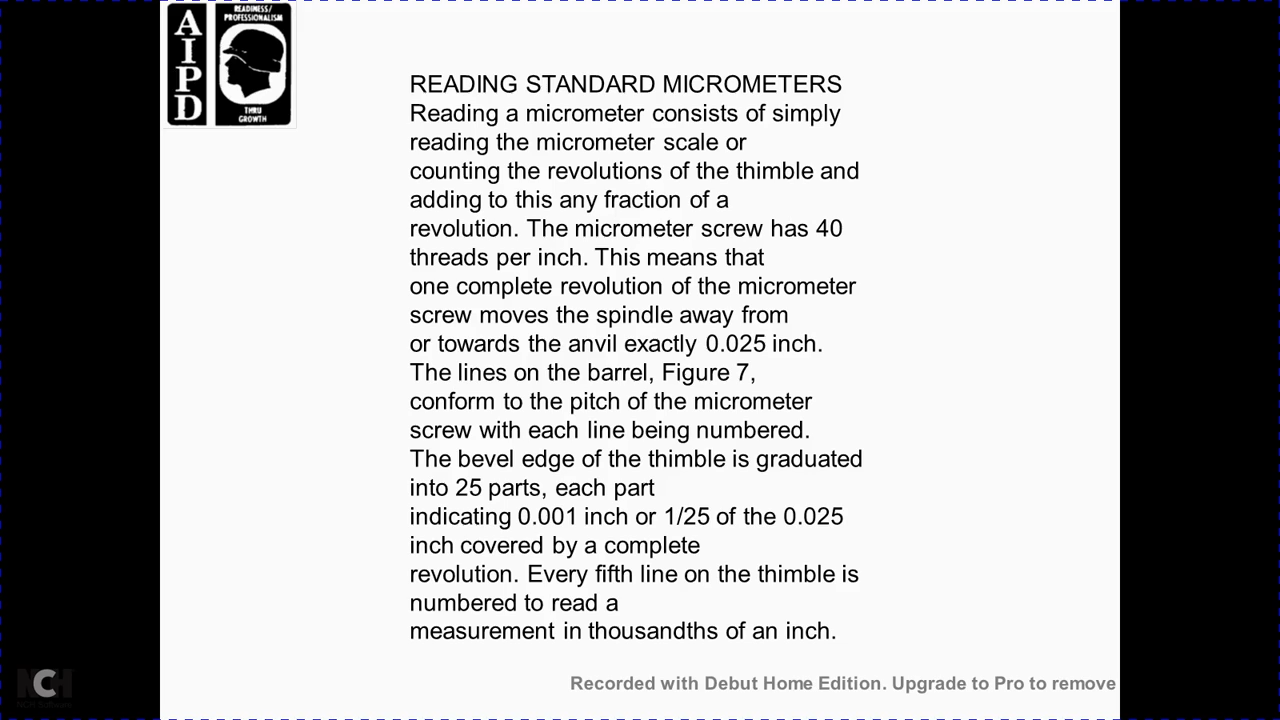 AIPD
READINESS/
PROFESSIONALISM
THRU
GROWTH
READING STANDARD MICROMETERS
Reading a micrometer consists of simply
reading the micrometer scale or
counting the revolutions of the thimble and
adding to this any fraction of a
revolution. The micrometer screw has 40
threads per inch. This means that
one complete revolution of the micrometer
screw moves the spindle away from
or towards the anvil exactly 0.025 inch.
The lines on the barrel, Figure 7,
conform to the pitch of the micrometer
screw with each line being numbered.
The bevel edge of the thimble is graduated
into 25 parts, each part
indicating 0.001 inch or 1/25 of the 0.025
inch covered by a complete
revolution. Every fifth line on the thimble is
numbered to read a
measurement in thousandths of an inch.
NCH
NCH Software
Recorded with Debut Home Edition. Upgrade to Pro to remove